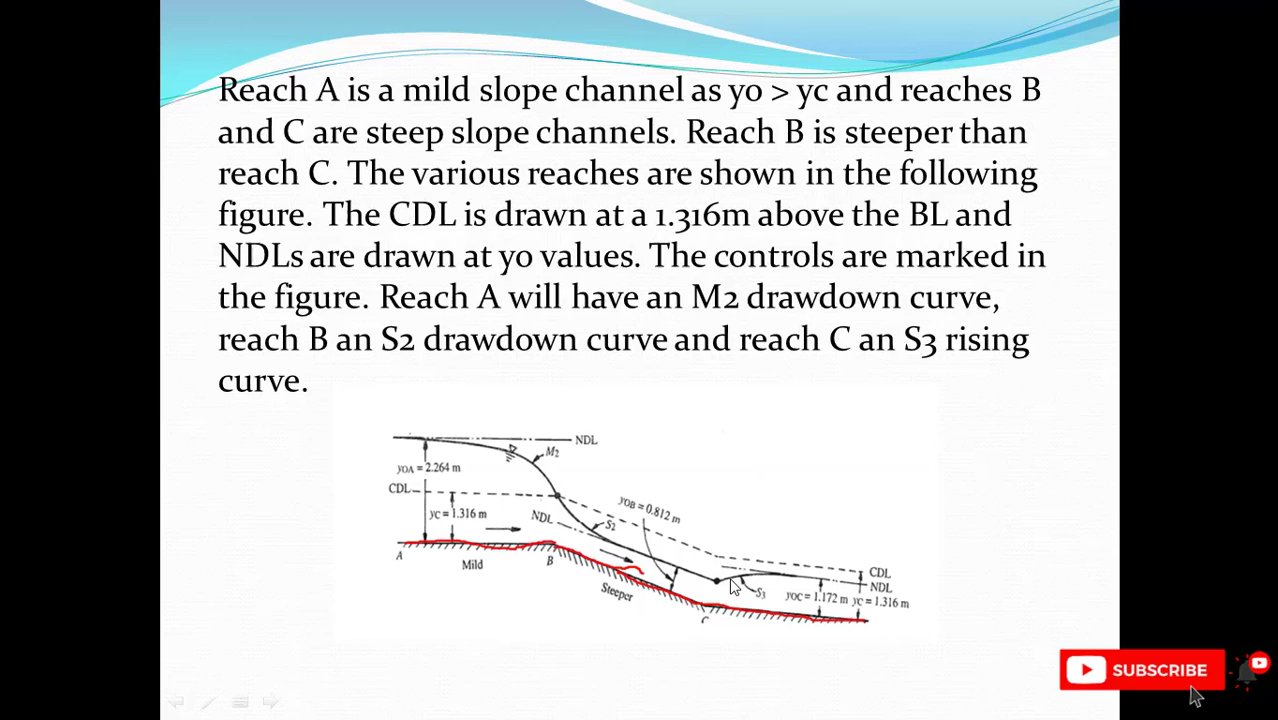 Reach A is a mild slope channel as yo > yc and reaches B
and C are steep slope channels. Reach B is steeper than
reach C. The various reaches are shown in the following
figure. The CDL is drawn at a 1.316m above the BL and
NDLs are drawn at yo values. The controls are marked in
the figure. Reach A will have an M2 drawdown curve,
reach B an S2 drawdown curve and reach C an S3 rising
curve.
NDL
M2
yOA = 2.264 m
CDL
yC = 1.316 m
NDL
S2
yOB = 0.812 m
A
Mild
B
Steeper
C
S3
CDL
NDL
yOC = 1.172 m yc = 1.316 m
SUBSCRIBE